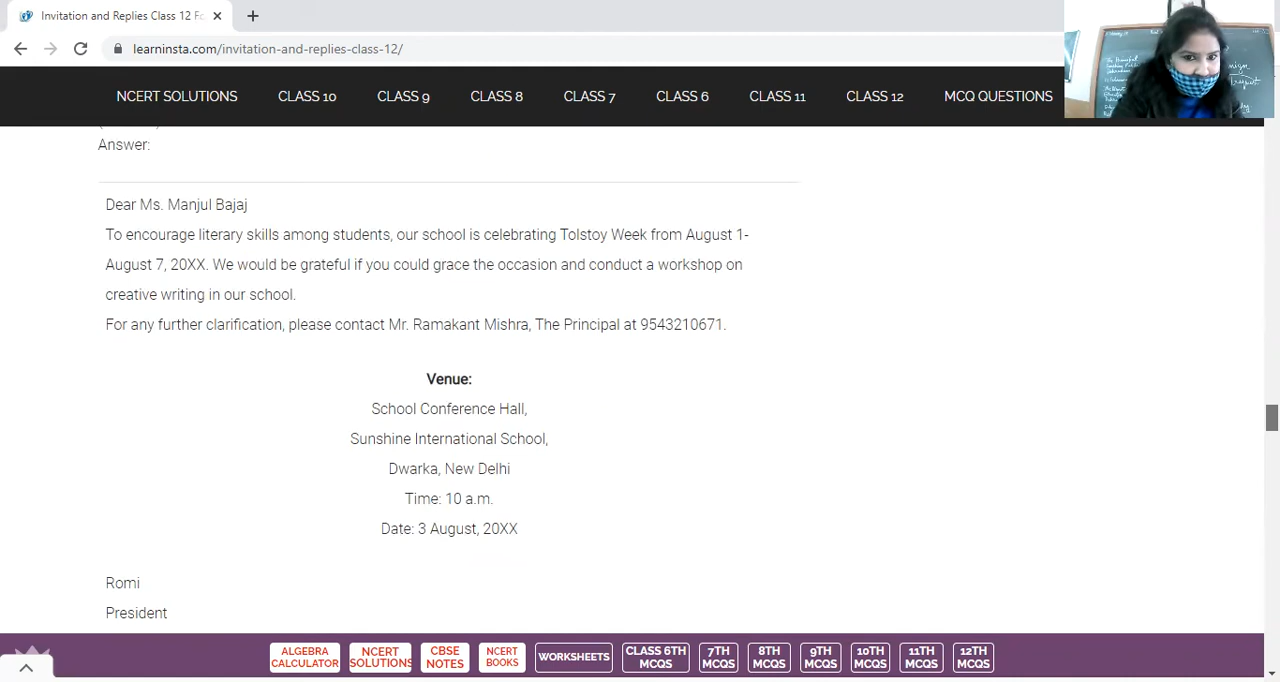 Invitation and Replies Class 12 Fo
learninsta.com/invitation-and-replies-class-12/
NCERT SOLUTIONS CLASS 10 CLASS 9 CLASS 8 CLASS 7 CLASS 6 CLASS 11 CLASS 12 MCQ QUESTIONS
Answer:
Dear Ms. Manjul Bajaj
To encourage literary skills among students, our school is celebrating Tolstoy Week from August 1-
August 7, 20XX. We would be grateful if you could grace the occasion and conduct a workshop on
creative writing in our school.
For any further clarification, please contact Mr. Ramakant Mishra, The Principal at 9543210671.
Venue:
School Conference Hall,
Sunshine International School,
Dwarka, New Delhi
Time: 10 a.m.
Date: 3 August, 20XX
Romi
President
ALGEBRA CALCULATOR NCERT SOLUTIONS CBSE NOTES NCERT BOOKS WORKSHEETS CLASS 6TH MCQS 7TH MCQS 8TH MCQS 9TH MCQS 10TH MCQS 11TH MCQS 12TH MCQS